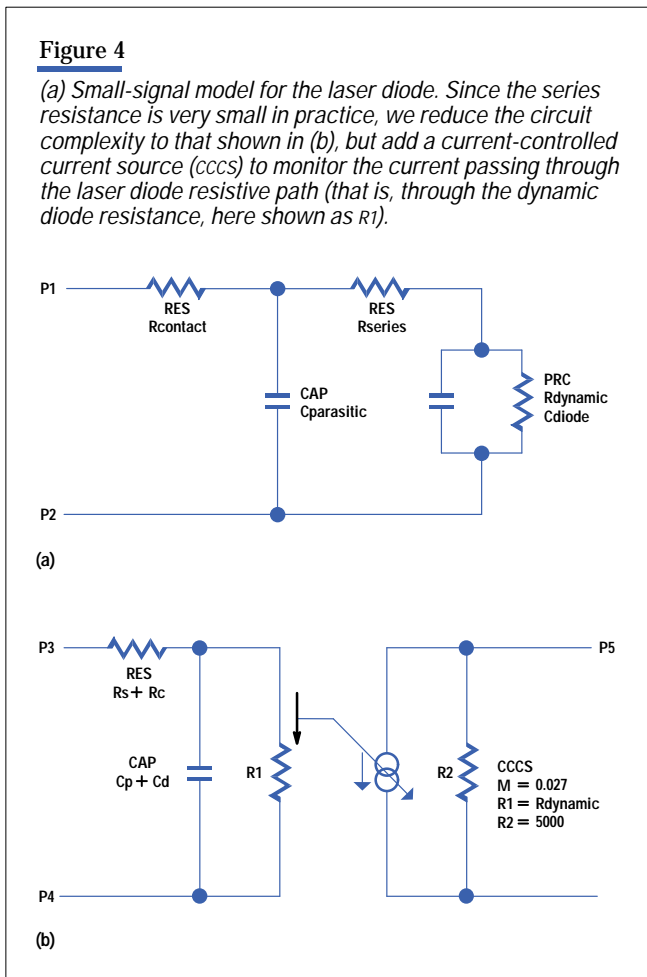 Figure 4
(a) Small-signal model for the laser diode. Since the series
resistance is very small in practice, we reduce the circuit
complexity to that shown in (b), but add a current-controlled
current source (CCCS) to monitor the current passing through
the laser diode resistive path (that is, through the dynamic
diode resistance, here shown as R1).
P1
RES
Rcontact
RES
Rseries
CAP
Cparasitic
PRC
Rdynamic
Cdiode
P2
(a)
P3
P5
RES
Rs + Rc
CAP
Cp + Cd
R1
R2
CCCS
M = 0.027
R1 = Rdynamic
R2 = 5000
P4
(b)